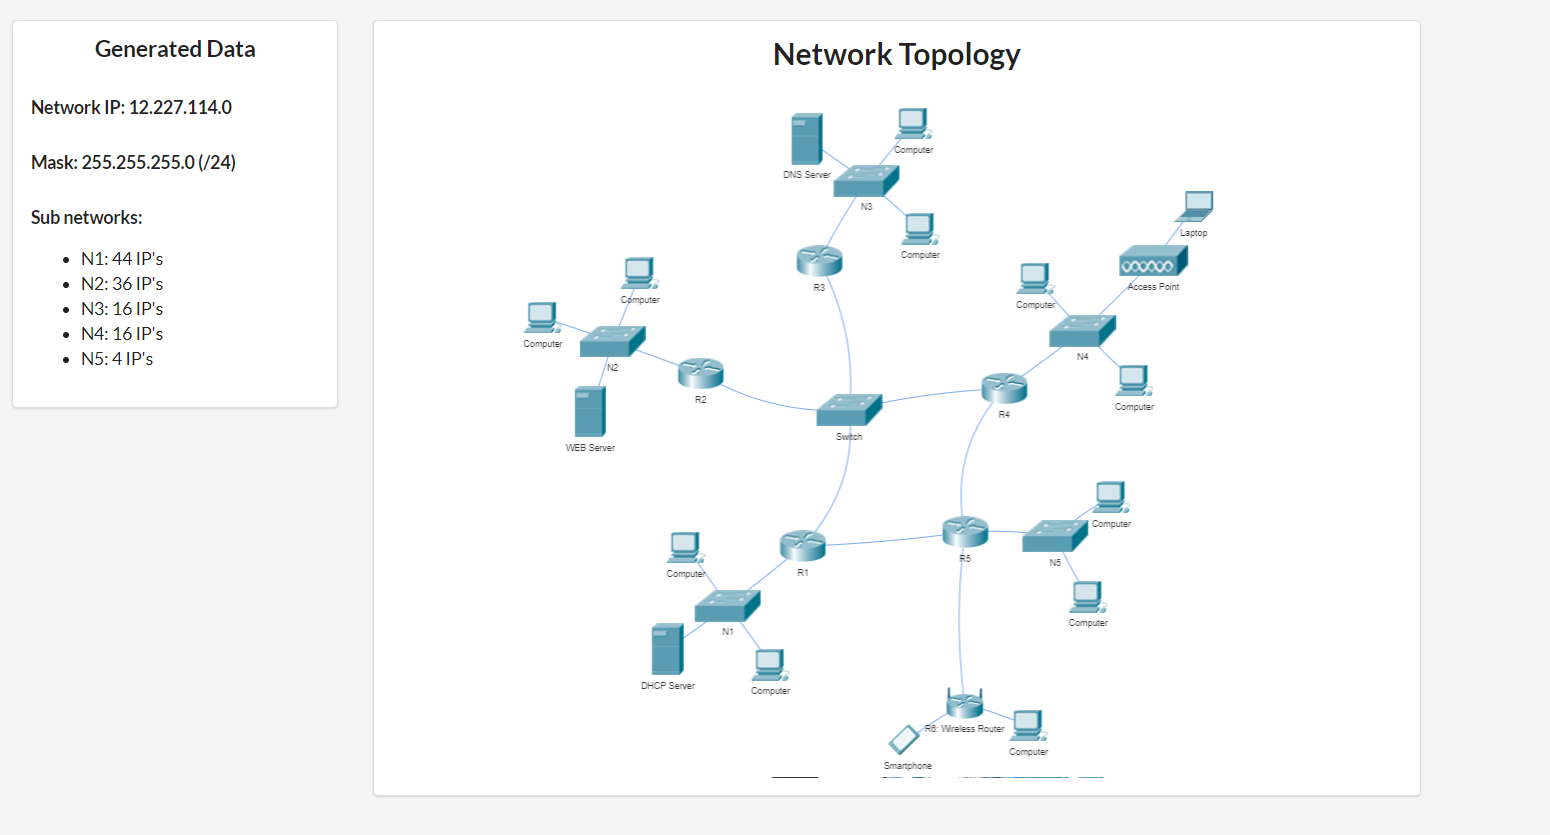 Generated Data
Network IP: 12.227.114.0
Mask: 255.255.255.0 (/24)
Sub networks:
N1: 44 IP's
N2: 36 IP's
N3: 16 IP's
N4: 16 IP's
N5: 4 IP's
Network Topology
Computer
DNS Server
N3
Laptop
Computer
R3
Access Point
Computer
Computer
Computer
N4
N2
R2
Computer
R4
Switch
WEB Server
Computer
R5
N5
R1
Computer
Computer
N1
DHCP Server
Computer
R6: Wireless Router
Computer
Smartphone